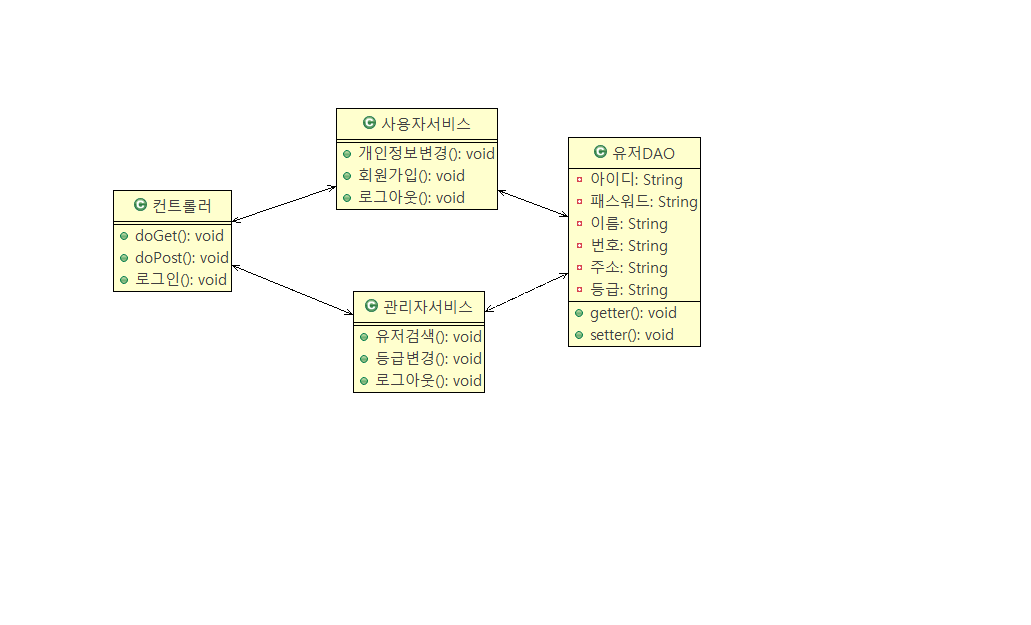 컨트롤러
doGet(): void
doPost(): void
로그인(): void
사용자서비스
개인정보변경(): void
회원가입(): void
로그아웃(): void
관리자서비스
유저검색(): void
등급변경(): void
로그아웃(): void
유저DAO
아이디: String
패스워드: String
이름: String
번호: String
주소: String
등급: String
getter(): void
setter(): void